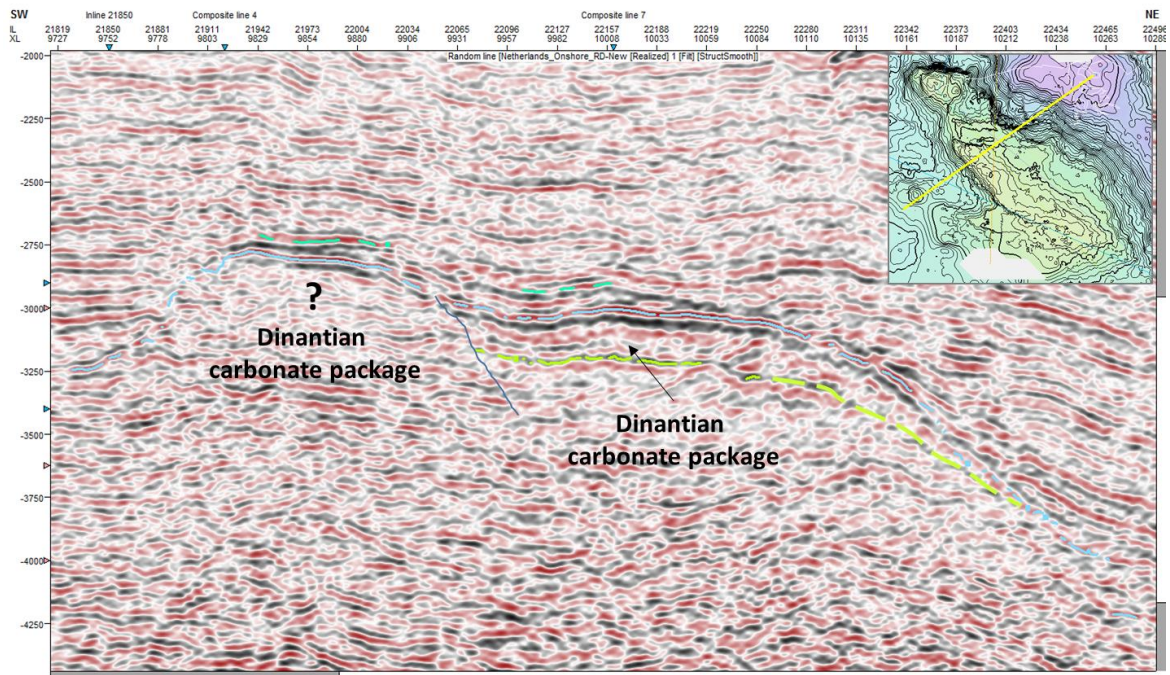 SW
Inline 21850
Composite line 4
Composite line 7
NE
IL 21819 21850 21881 21911 21942 21973 22004 22034 22065 22096 22127 22157 22188 22219 22250 22280 22311 22342 22373 22403 22434 22465 22496
XL 9727 9752 9778 9803 9829 9854 9880 9906 9931 9957 9982 10008 10033 10059 10084 10110 10135 10161 10187 10212 10238 10263 10289
Random line [Netherlands_Onshore_RD-New [Realized] 1 [Filt] [StructSmooth]]
-2000
-2250
-2500
-2750
-3000
-3250
-3500
-3750
-4000
-4250
?
Dinantian
carbonate package
Dinantian
carbonate package